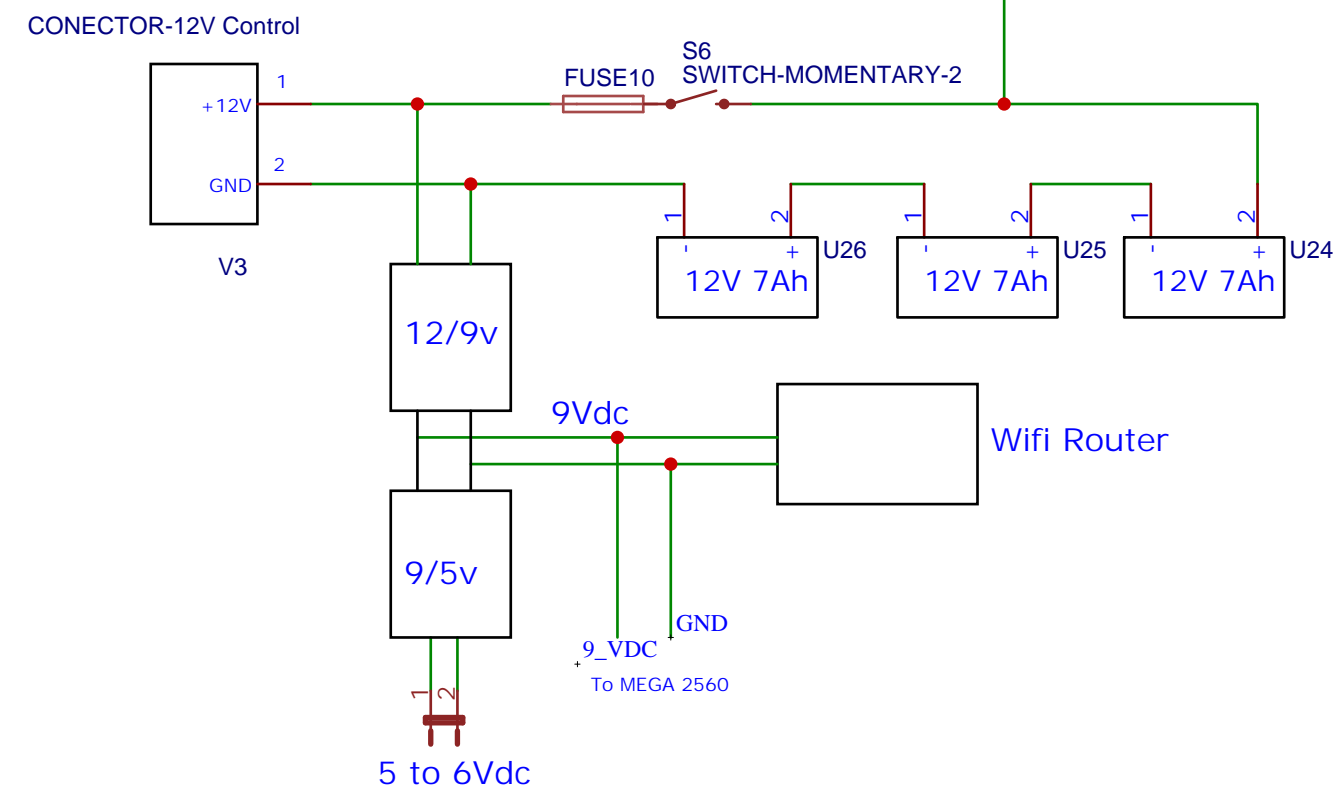 CONECTOR-12V Control
1
+12V
2
GND
V3
FUSE10
S6
SWITCH-MOMENTARY-2
1
2
- +
U26
12V 7Ah
1
2
- +
U25
12V 7Ah
1
2
- +
U24
12V 7Ah
12/9v
9Vdc
Wifi Router
9/5v
GND
9_VDC
To MEGA 2560
1
2
5 to 6Vdc